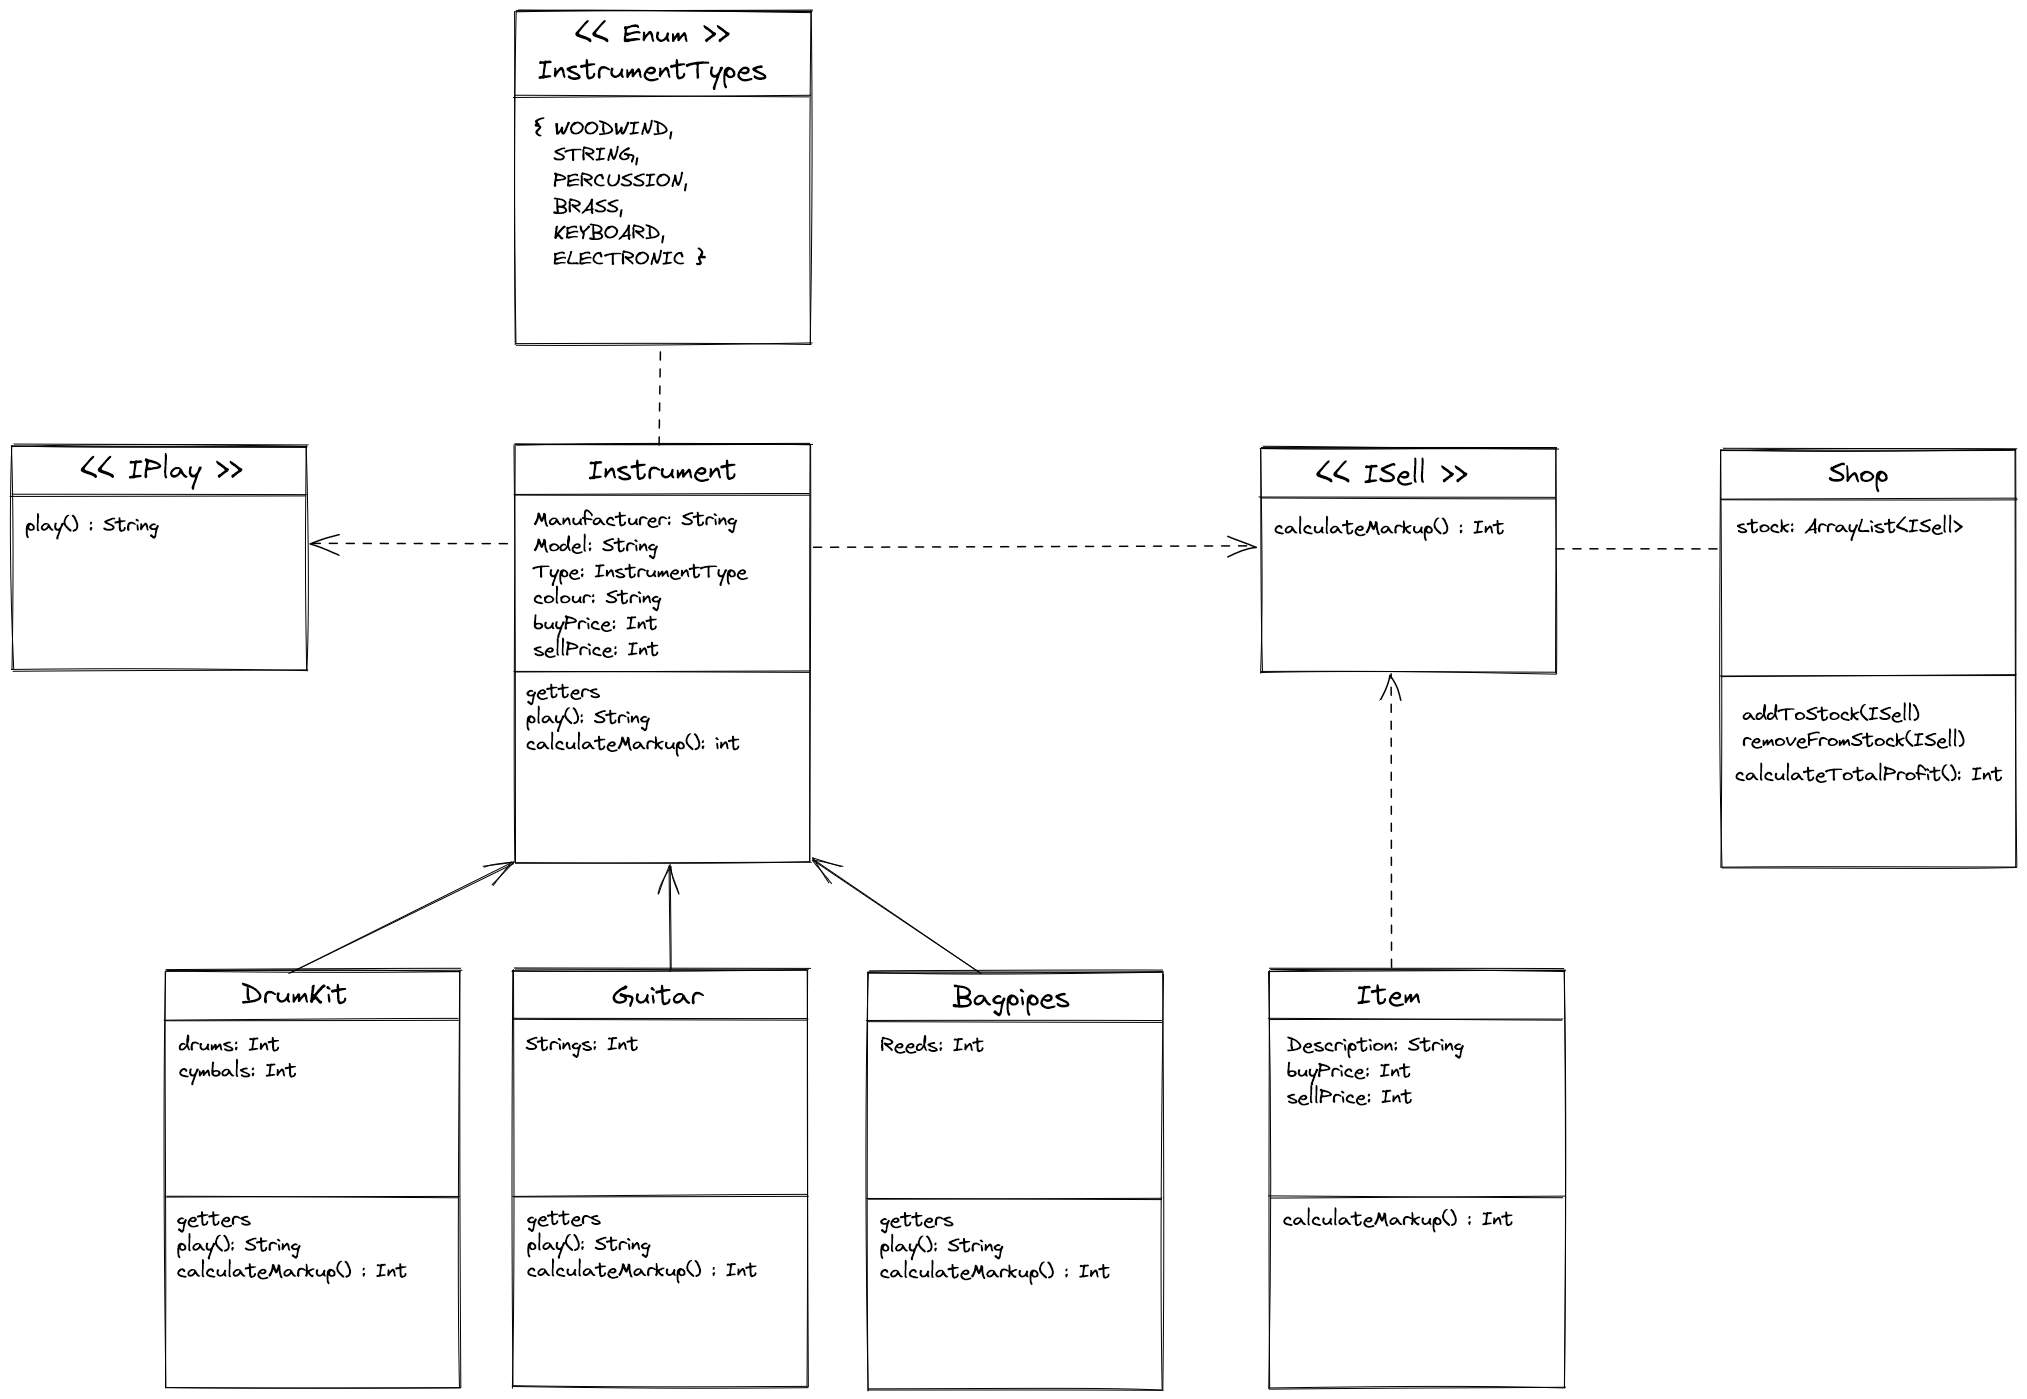 << Enum >>
InstrumentTypes
{ WOODWIND,
STRING,
PERCUSSION,
BRASS,
KEYBOARD,
ELECTRONIC }
<< IPlay >>
play() : String
Instrument
Manufacturer: String
Model: String
Type: InstrumentType
colour: String
buyPrice: Int
sellPrice: Int
getters
play(): String
calculateMarkup(): int
<< ISell >>
calculateMarkup() : Int
Shop
stock: ArrayList<ISell>
addToStock(ISell)
removeFromStock(ISell)
calculateTotalProfit(): Int
DrumKit
drums: Int
cymbals: Int
getters
play(): String
calculateMarkup() : Int
Guitar
Strings: Int
getters
play(): String
calculateMarkup() : Int
Bagpipes
Reeds: Int
getters
play(): String
calculateMarkup() : Int
Item
Description: String
buyPrice: Int
sellPrice: Int
calculateMarkup() : Int